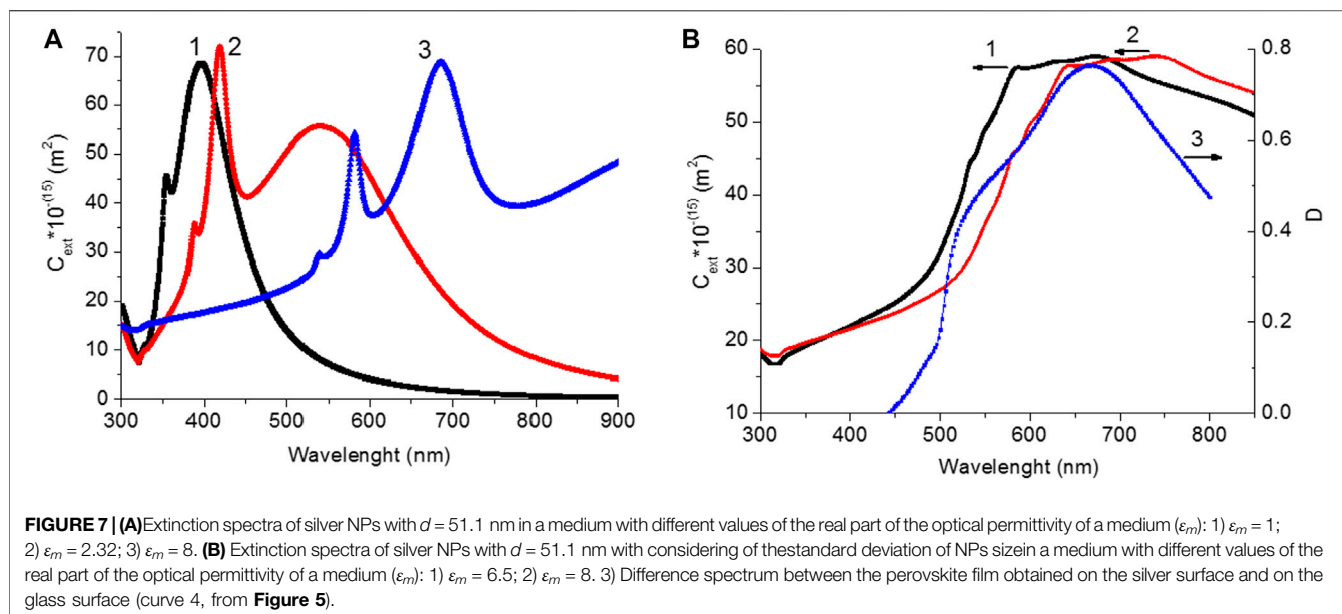 A
1
2
3
70
60
50
40
30
20
10
0
C_ext *10^-(15) (m²)
300 400 500 600 700 800 900
Wavelenght (nm)
B
1
2
3
60
50
40
30
20
10
C_ext *10^-(15) (m²)
0.8
0.6
0.4
0.2
0.0
D
300 400 500 600 700 800
Wavelenght (nm)
FIGURE 7 | (A)Extinction spectra of silver NPs with d = 51.1 nm in a medium with different values of the real part of the optical permittivity of a medium (εm): 1) εm = 1;
2) εm = 2.32; 3) εm = 8. (B) Extinction spectra of silver NPs with d = 51.1 nm with considering of thestandard deviation of NPs sizein a medium with different values of the
real part of the optical permittivity of a medium (εm): 1) εm = 6.5; 2) εm = 8. 3) Difference spectrum between the perovskite film obtained on the silver surface and on the
glass surface (curve 4, from Figure 5).